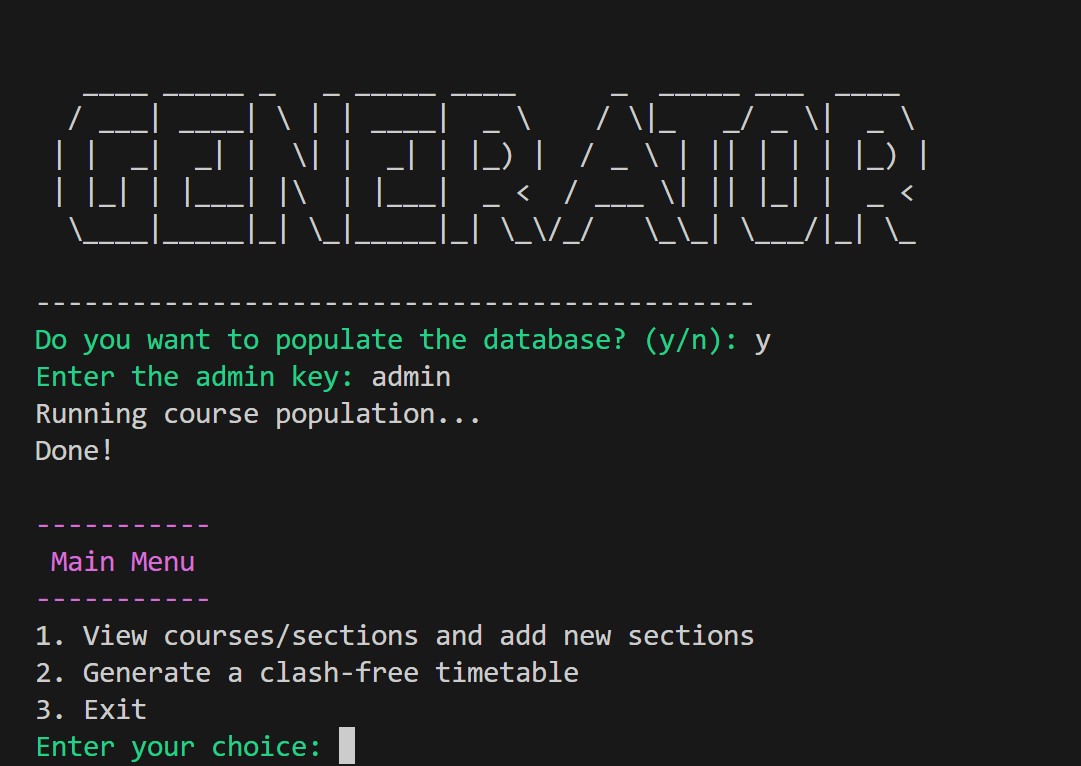 GENERATOR
---------------------------------------------
Do you want to populate the database? (y/n): y
Enter the admin key: admin
Running course population...
Done!
-----------
Main Menu
-----------
1. View courses/sections and add new sections
2. Generate a clash-free timetable
3. Exit
Enter your choice: